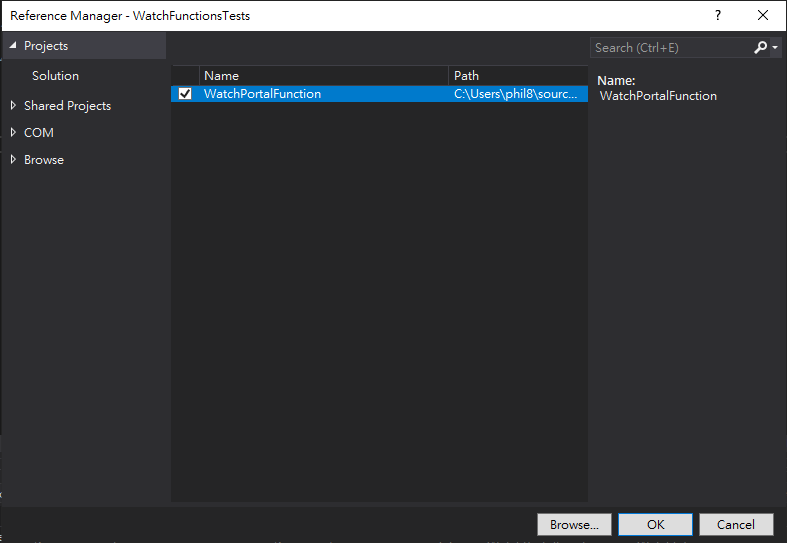 Reference Manager - WatchFunctionsTests
?
Projects
Search (Ctrl+E)
Solution
Name Path
Shared Projects
WatchPortalFunction C:\Users\phil8\sourc...
Name:
WatchPortalFunction
COM
Browse
Browse... OK Cancel